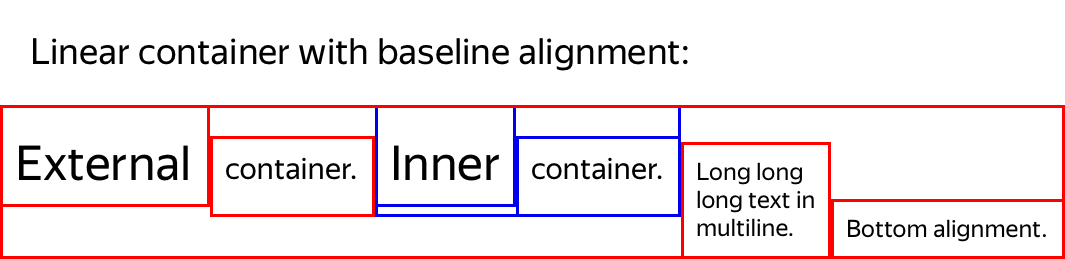 Linear container with baseline alignment:
External container. Inner container. Long long
long text in
multiline.
Bottom alignment.